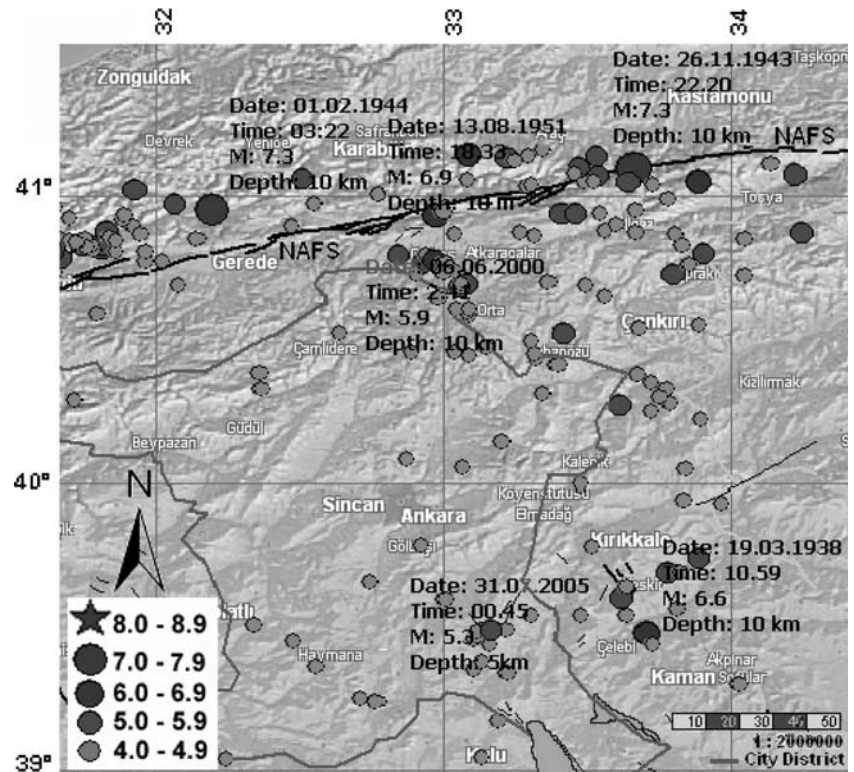 32
33
34
Taşköpr
Zonguldak
Date: 26.11.1943
Time: 22.20
Kastamonu
M:7.3
Depth: 10 km
NAFS
Date: 01.02.1944
Time: 03:22
M: 7.3
Depth: 10 km
Devrek
Date: 13.08.1951
Time: 18.33
M: 6.9
Depth: 10 m
41°
Tosya
NAFS
Gerede
Atkaracalar
Date: 06.06.2000
Time: 2.41
M: 5.9
Depth: 10 km
Orta
Çankırı
Çamlıdere
Kızılırmak
Güdül
Beypazarı
Kalecik
40°
N
Sincan
Ankara
Elmadağ
Kırıkkale
Date: 19.03.1938
Time: 10.59
M: 6.6
Depth: 10 km
Date: 31.07.2005
Time: 00.45
M: 5.3
Depth: 5km
Haymana
Çelebi
Kaman
Akpınar
8.0 - 8.9
7.0 - 7.9
6.0 - 6.9
5.0 - 5.9
4.0 - 4.9
10 20 30 40 50
1 : 2000000
City District
39°